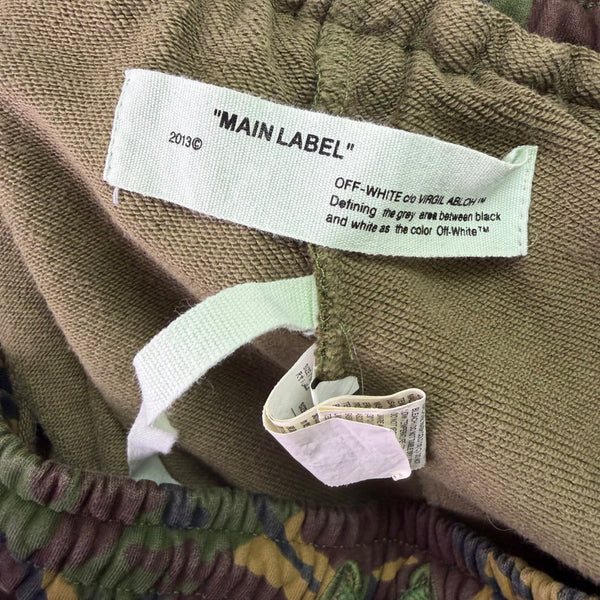 "MAIN LABEL"
2013©
OFF-WHITE c/o VIRGIL ABLOH™
Defining the grey area between black
and white as the color Off-White™